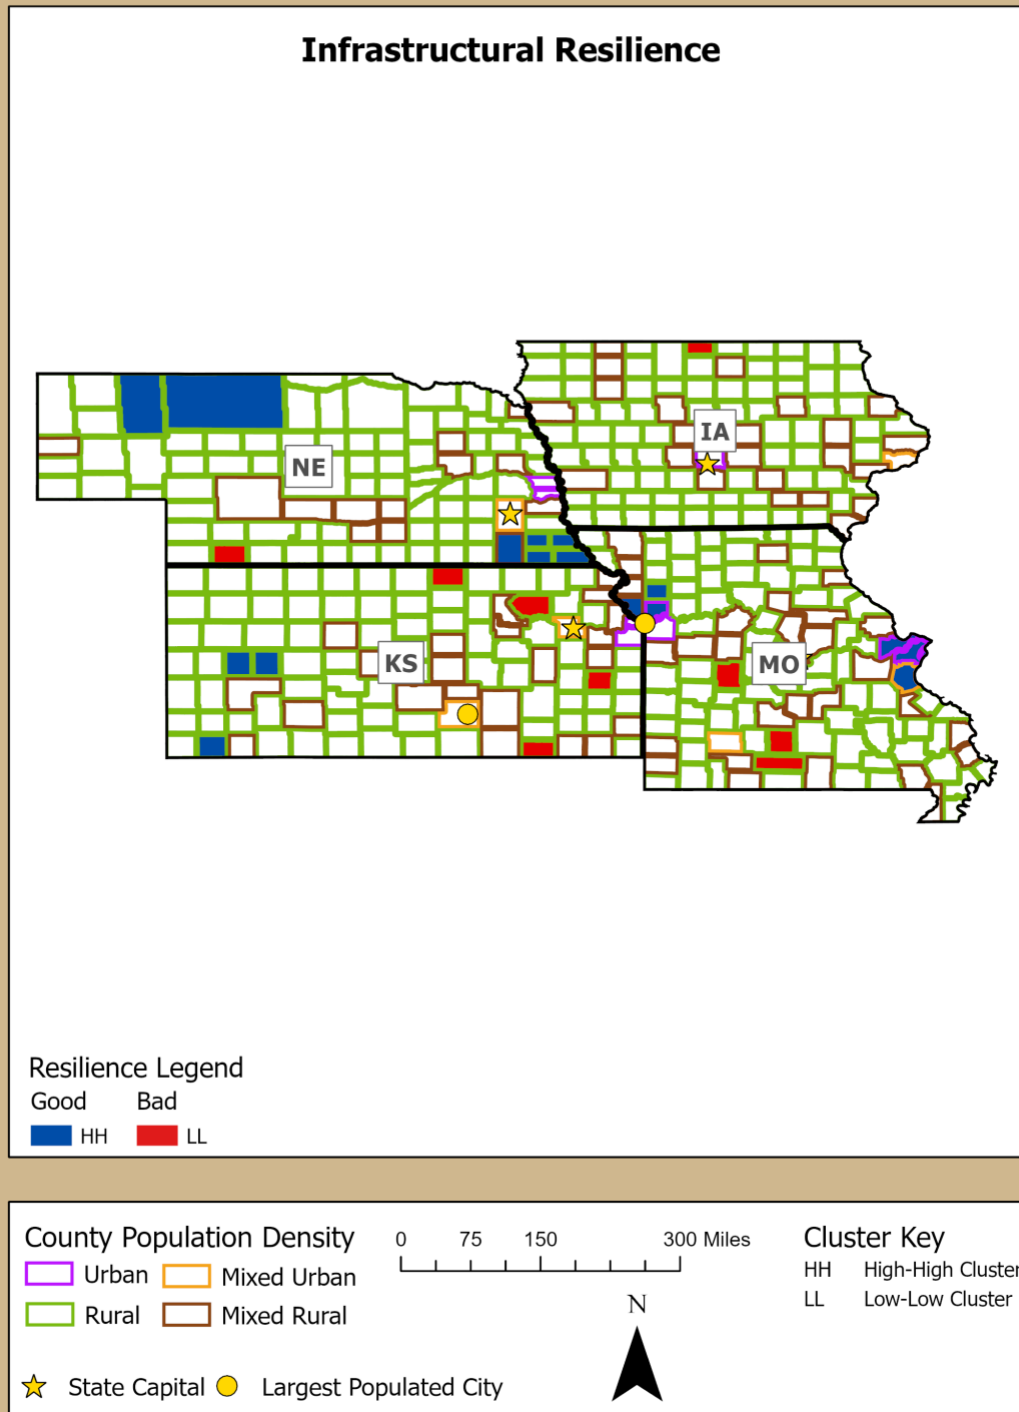 Infrastructural Resilience
IA
NE
KS
MO
Resilience Legend
Good Bad
HH LL
County Population Density
Urban Mixed Urban
Rural Mixed Rural
State Capital Largest Populated City
0 75 150 300 Miles
N
Cluster Key
HH High-High Cluster
LL Low-Low Cluster